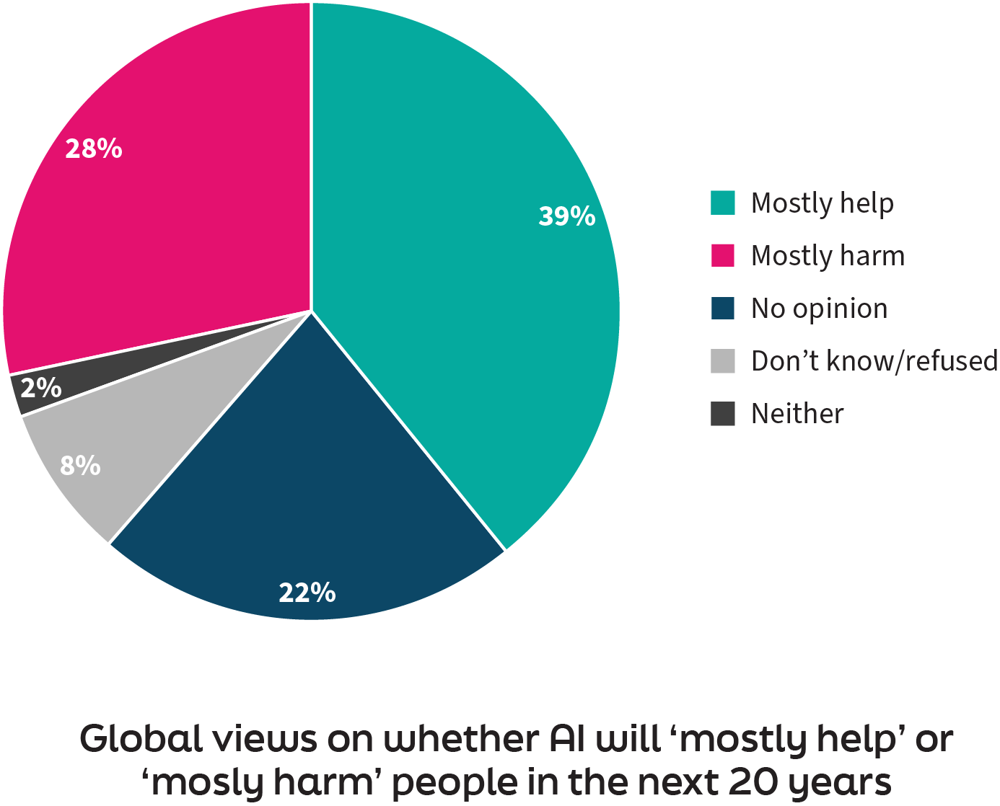 28%
39%
2%
8%
22%
Mostly help
Mostly harm
No opinion
Don’t know/refused
Neither
Global views on whether AI will ‘mostly help’ or
‘mosly harm’ people in the next 20 years